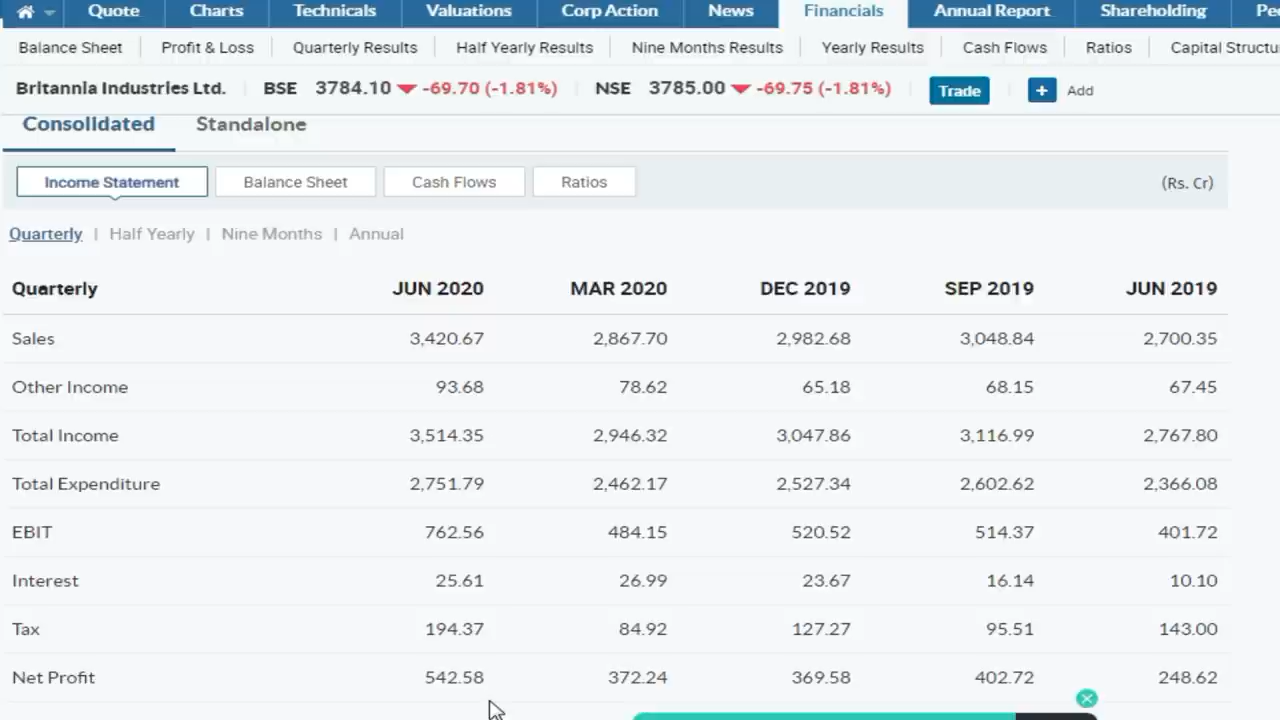 Quote Charts Technicals Valuations Corp Action News Financials Annual Report Shareholding
Balance Sheet Profit & Loss Quarterly Results Half Yearly Results Nine Months Results Yearly Results Cash Flows Ratios Capital
Britannia Industries Ltd. BSE 3784.10 -69.70 (-1.81%) NSE 3785.00 -69.75 (-1.81%) Trade + Add
Consolidated Standalone
Income Statement Balance Sheet Cash Flows Ratios (Rs. Cr)
Quarterly | Half Yearly | Nine Months | Annual
Quarterly JUN 2020 MAR 2020 DEC 2019 SEP 2019 JUN 2019
Sales 3,420.67 2,867.70 2,982.68 3,048.84 2,700.35
Other Income 93.68 78.62 65.18 68.15 67.45
Total Income 3,514.35 2,946.32 3,047.86 3,116.99 2,767.80
Total Expenditure 2,751.79 2,462.17 2,527.34 2,602.62 2,366.08
EBIT 762.56 484.15 520.52 514.37 401.72
Interest 25.61 26.99 23.67 16.14 10.10
Tax 194.37 84.92 127.27 95.51 143.00
Net Profit 542.58 372.24 369.58 402.72 248.62